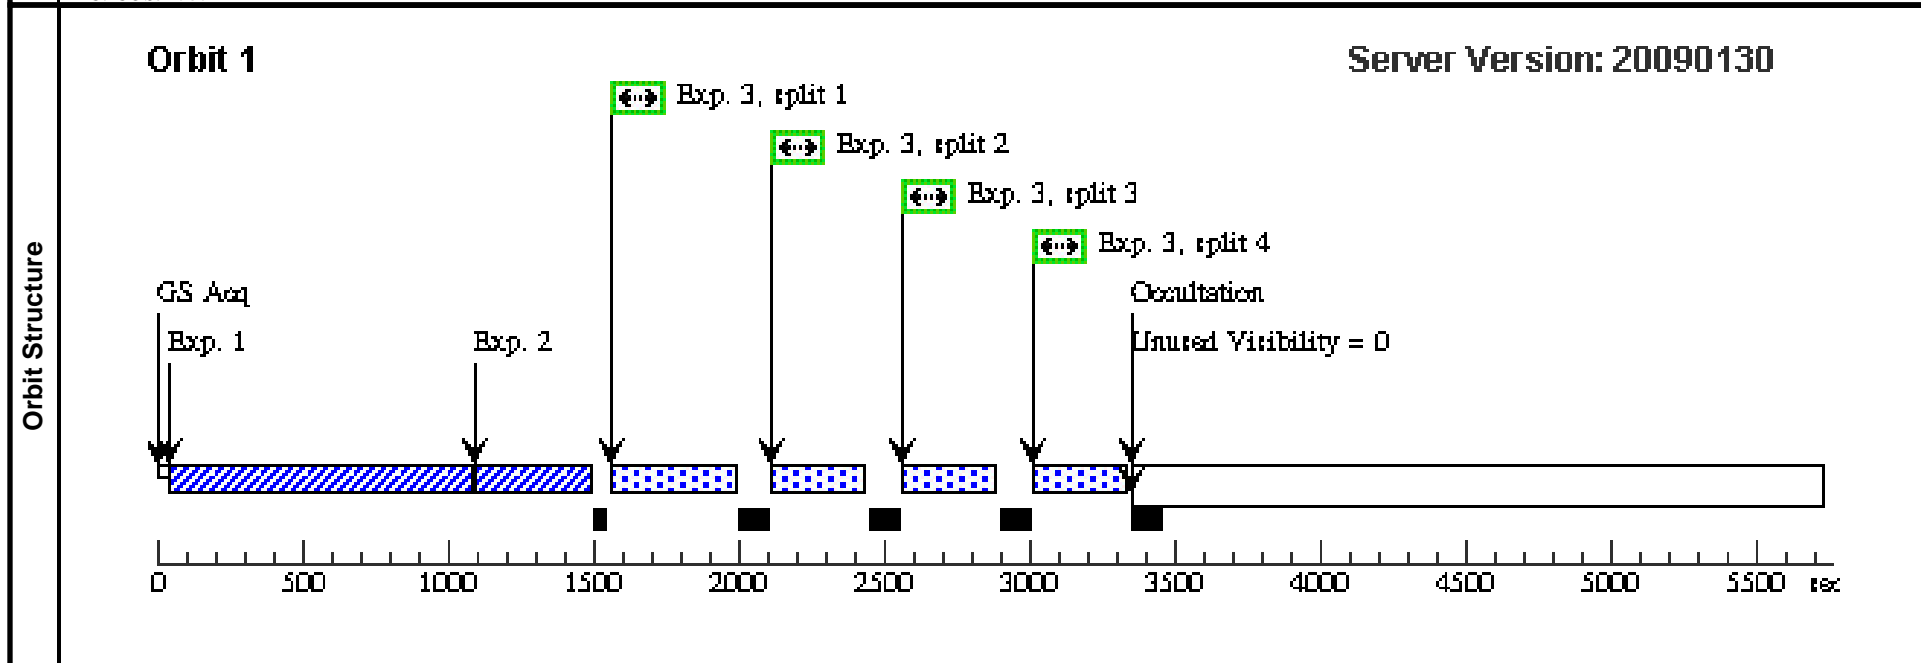 Orbit Structure
Orbit 1
Server Version: 20090130
Exp. 3, split 1
Exp. 3, split 2
Exp. 3, split 3
Exp. 3, split 4
GS Acq
Occultation
Exp. 1
Exp. 2
Unused Visibility = 0
0 500 1000 1500 2000 2500 3000 3500 4000 4500 5000 5500 sec